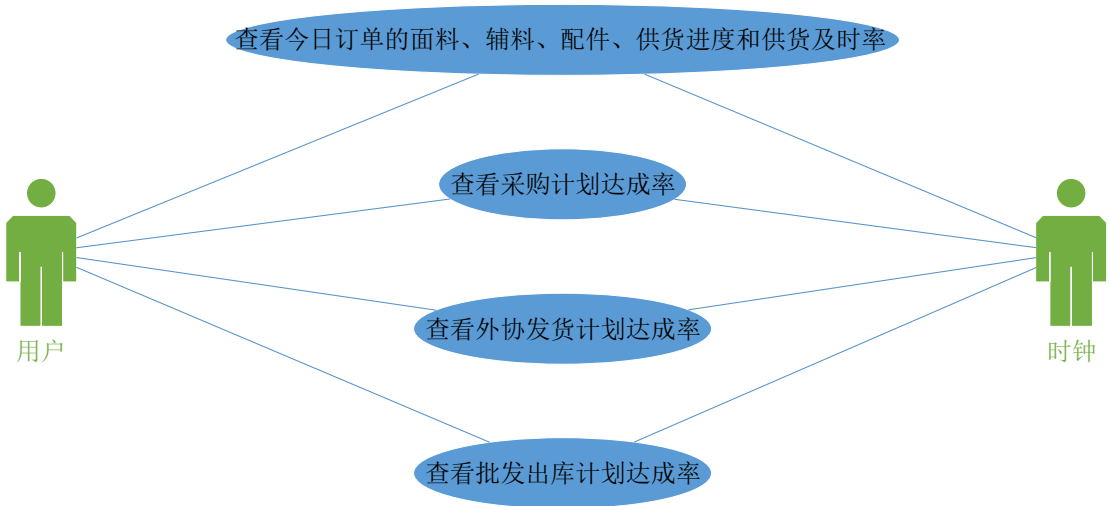 查看今日订单的面料、辅料、配件、供货进度和供货及时率
查看采购计划达成率
查看外协发货计划达成率
用户
时钟
查看批发出库计划达成率